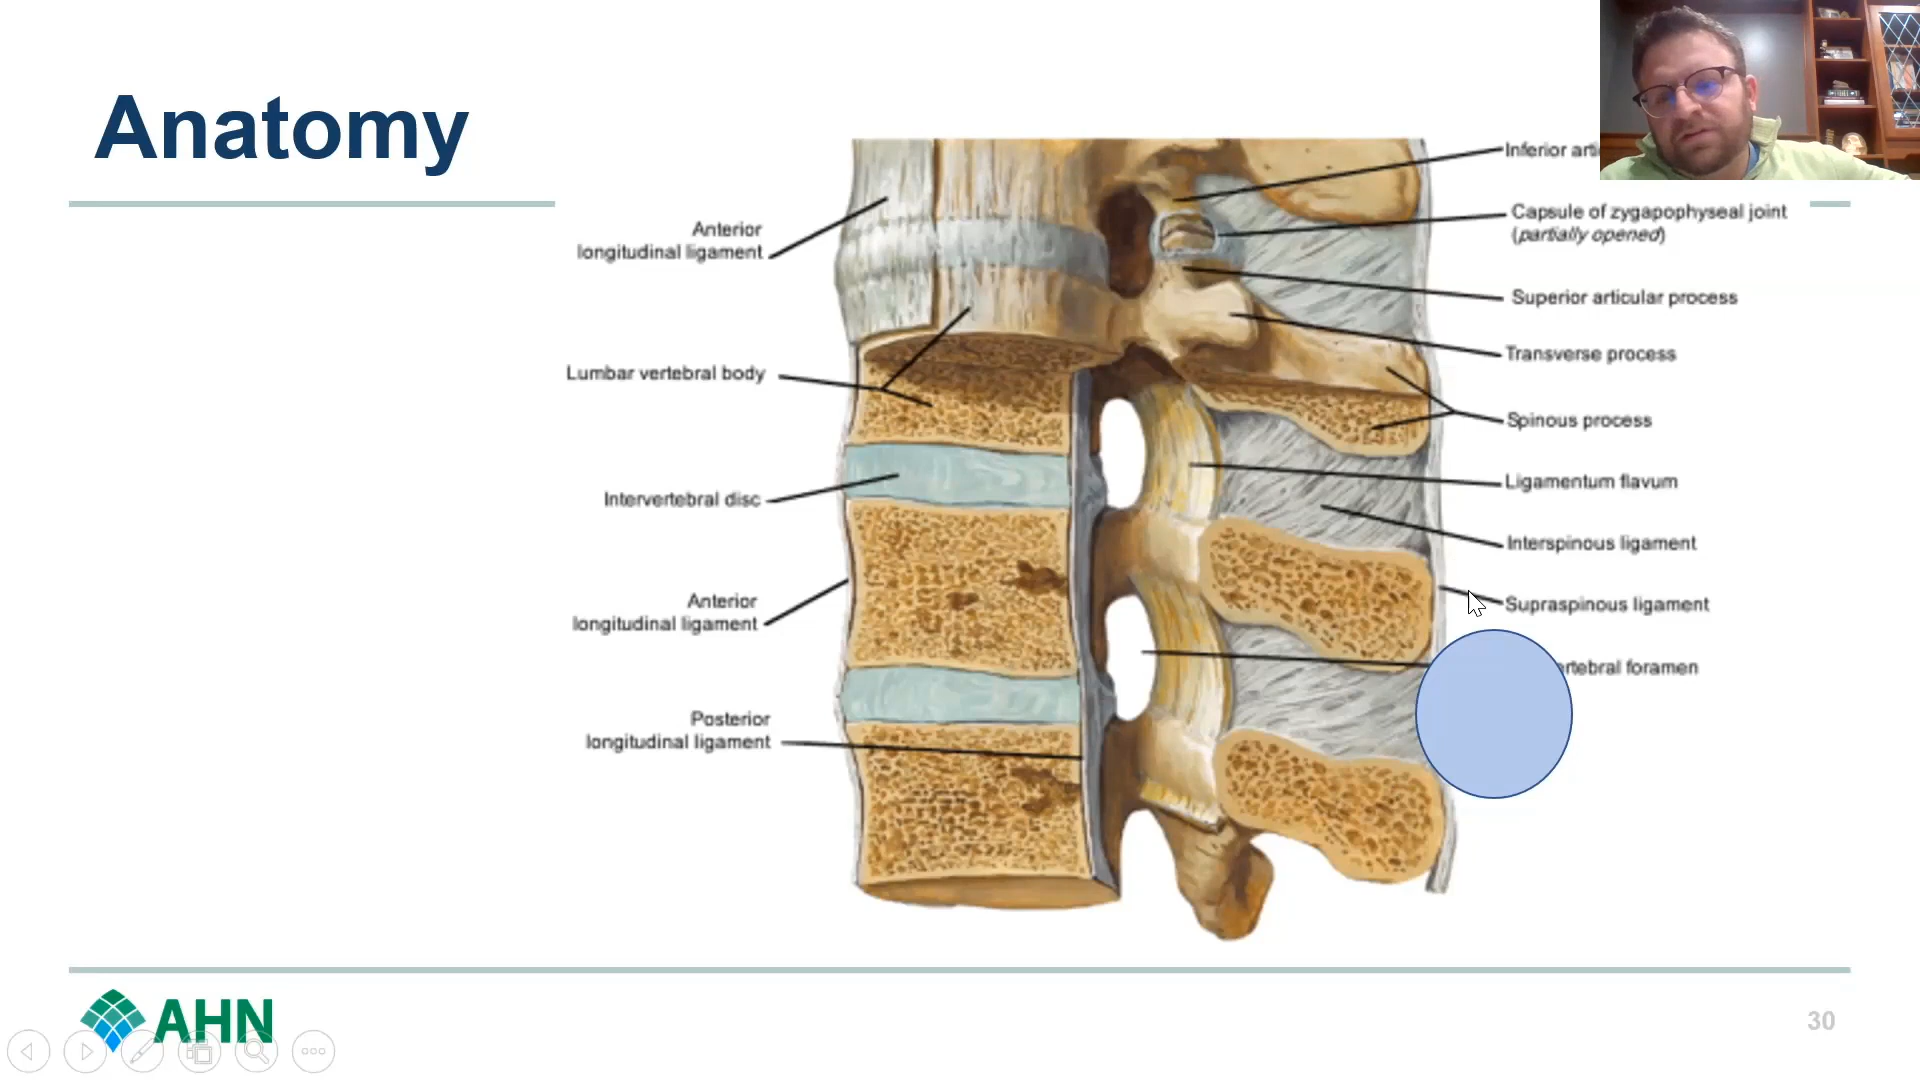 Anatomy
Inferior arti
Capsule of zygapophyseal joint
(partially opened)
Anterior
longitudinal ligament
Superior articular process
Transverse process
Lumbar vertebral body
Spinous process
Ligamentum flavum
Intervertebral disc
Interspinous ligament
Anterior
longitudinal ligament
Supraspinous ligament
rtebral foramen
Posterior
longitudinal ligament
AHN
30